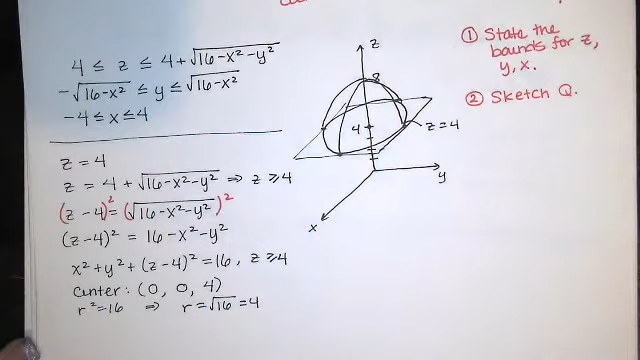 4 ≤ z ≤ 4 + √(16-x²-y²)
-√(16-x²) ≤ y ≤ √(16-x²)
-4 ≤ x ≤ 4
z = 4
z = 4 + √(16-x²-y²) ⇒ z ≥ 4
(z-4)² = (√(16-x²-y²))²
(z-4)² = 16-x²-y²
x² + y² + (z-4)² = 16, z ≥ 4
Center: (0, 0, 4)
r² = 16 ⇒ r = √16 = 4
z
8
4
z = 4
y
x
① State the
bounds for z,
y, x.
② Sketch Q.